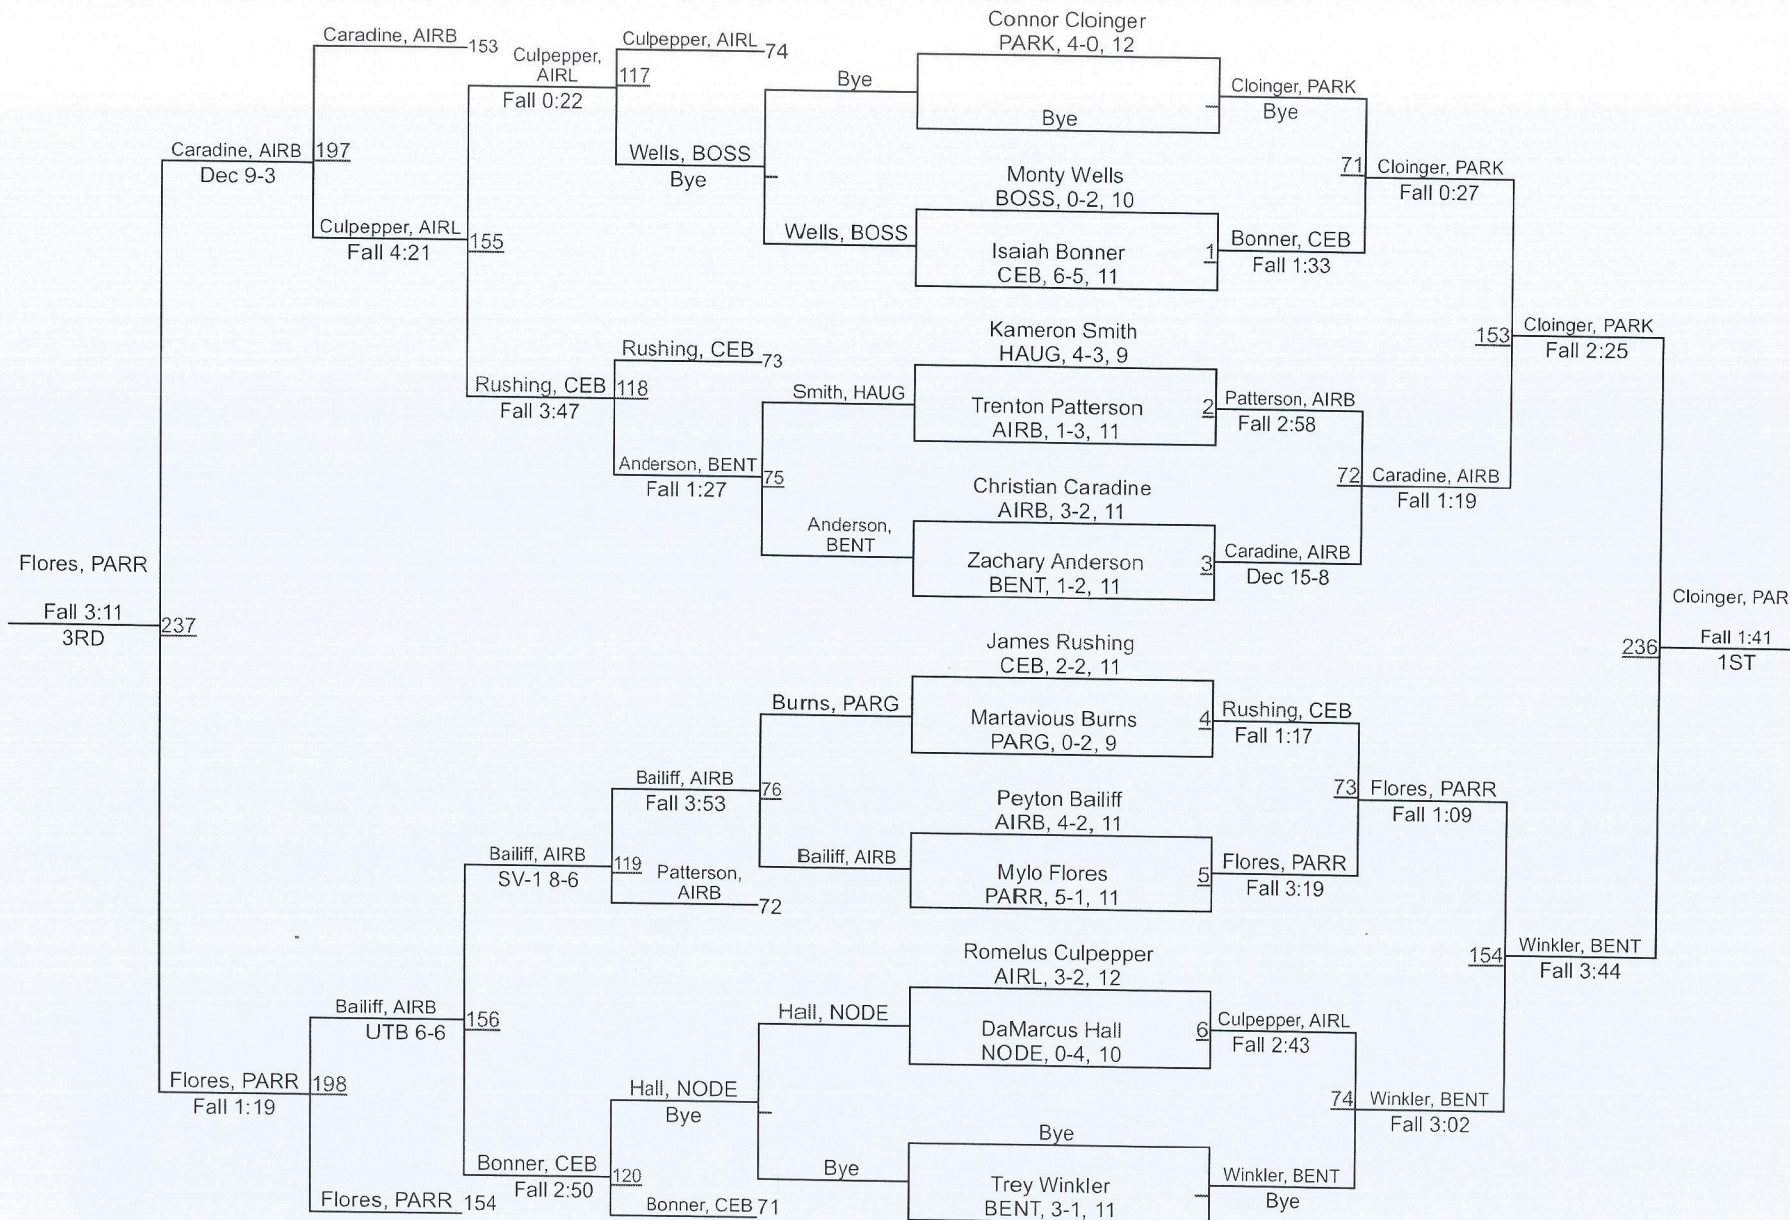 Connor Cloinger
PARK, 4-0, 12
Bye
Bye
Cloinger, PARK
Bye
Monty Wells
BOSS, 0-2, 10
Wells, BOSS
Isaiah Bonner
CEB, 6-5, 11
1
Bonner, CEB
Fall 1:33
71
Cloinger, PARK
Fall 0:27
Kameron Smith
HAUG, 4-3, 9
Smith, HAUG
Trenton Patterson
AIRB, 1-3, 11
2
Patterson, AIRB
Fall 2:58
Christian Caradine
AIRB, 3-2, 11
Anderson,
BENT
Zachary Anderson
BENT, 1-2, 11
3
Caradine, AIRB
Dec 15-8
72
Caradine, AIRB
Fall 1:19
153
Cloinger, PARK
Fall 2:25
James Rushing
CEB, 2-2, 11
Burns, PARG
Martavious Burns
PARG, 0-2, 9
4
Rushing, CEB
Fall 1:17
Peyton Bailiff
AIRB, 4-2, 11
Bailiff, AIRB
Mylo Flores
PARR, 5-1, 11
5
Flores, PARR
Fall 3:19
73
Flores, PARR
Fall 1:09
Romelus Culpepper
AIRL, 3-2, 12
Hall, NODE
DaMarcus Hall
NODE, 0-4, 10
6
Culpepper, AIRL
Fall 2:43
Bye
Bye
Trey Winkler
BENT, 3-1, 11
Winkler, BENT
Bye
74
Winkler, BENT
Fall 3:02
154
Winkler, BENT
Fall 3:44
Cloinger, PAR
236
Fall 1:41
1ST
Caradine, AIRB
153
Culpepper,
AIRL
Fall 0:22
Culpepper, AIRL
74
117
Wells, BOSS
Bye
Caradine, AIRB
Dec 9-3
197
Culpepper, AIRL
Fall 4:21
155
Rushing, CEB
Fall 3:47
118
Rushing, CEB
73
Anderson, BENT
Fall 1:27
75
Flores, PARR
Fall 3:11
3RD
237
Bailiff, AIRB
Fall 3:53
76
Bailiff, AIRB
SV-1 8-6
119
Patterson,
AIRB
72
Bailiff, AIRB
UTB 6-6
156
Flores, PARR
Fall 1:19
198
Hall, NODE
Bye
Bonner, CEB
Fall 2:50
120
Bonner, CEB
71
Flores, PARR
154